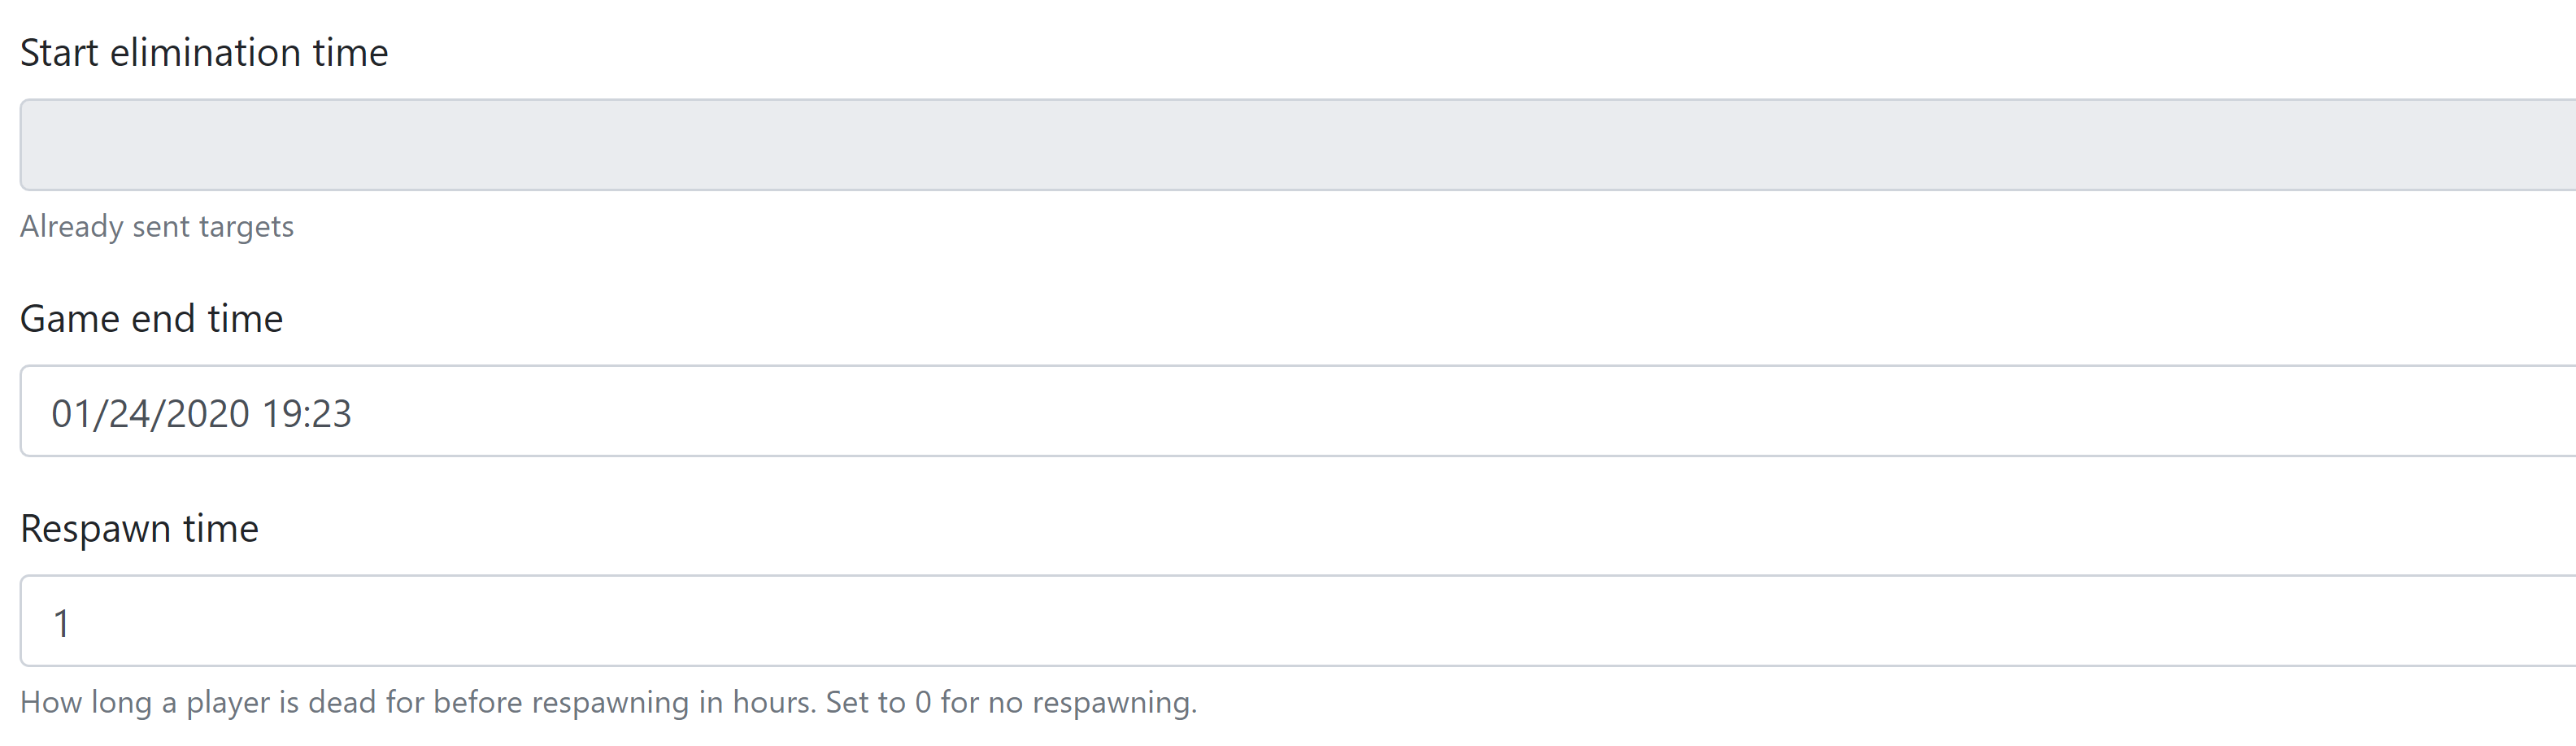 Start elimination time
Already sent targets
Game end time
01/24/2020 19:23
Respawn time
1
How long a player is dead for before respawning in hours. Set to 0 for no respawning.